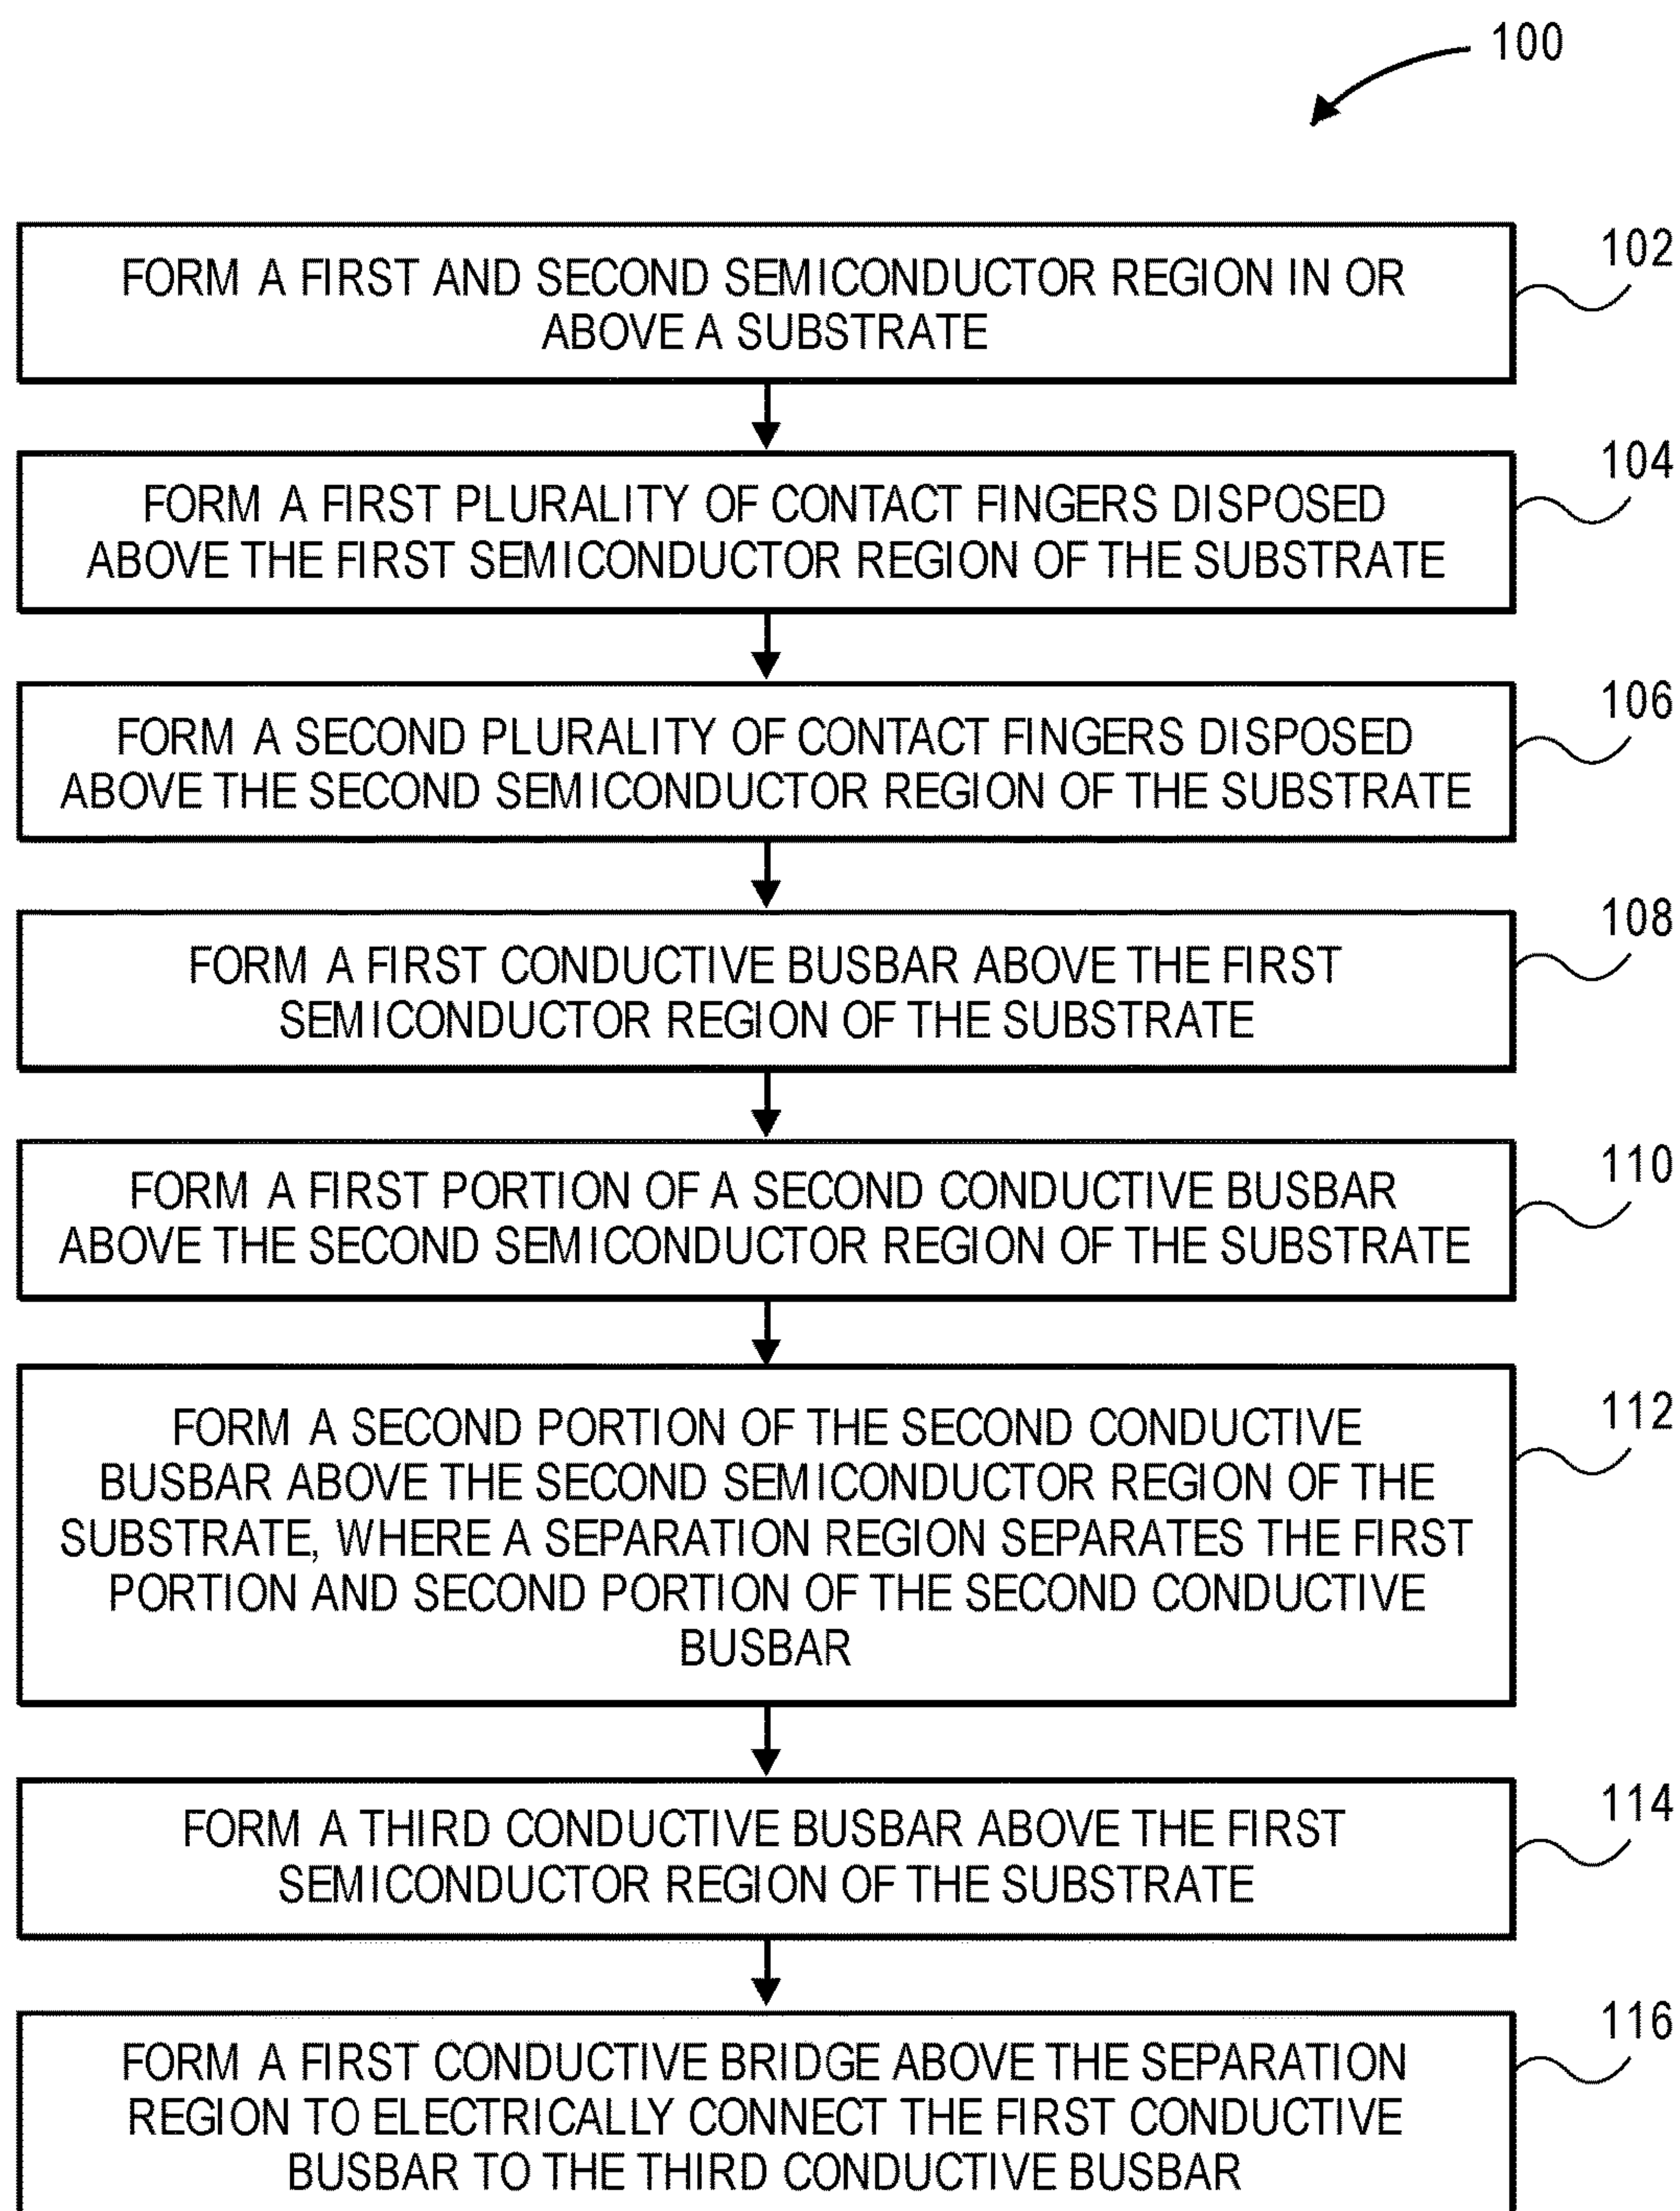 100
102
FORM A FIRST AND SECOND SEMICONDUCTOR REGION IN OR
ABOVE A SUBSTRATE
104
FORM A FIRST PLURALITY OF CONTACT FINGERS DISPOSED
ABOVE THE FIRST SEMICONDUCTOR REGION OF THE SUBSTRATE
106
FORM A SECOND PLURALITY OF CONTACT FINGERS DISPOSED
ABOVE THE SECOND SEMICONDUCTOR REGION OF THE SUBSTRATE
108
FORM A FIRST CONDUCTIVE BUSBAR ABOVE THE FIRST
SEMICONDUCTOR REGION OF THE SUBSTRATE
110
FORM A FIRST PORTION OF A SECOND CONDUCTIVE BUSBAR
ABOVE THE SECOND SEMICONDUCTOR REGION OF THE SUBSTRATE
112
FORM A SECOND PORTION OF THE SECOND CONDUCTIVE
BUSBAR ABOVE THE SECOND SEMICONDUCTOR REGION OF THE
SUBSTRATE, WHERE A SEPARATION REGION SEPARATES THE FIRST
PORTION AND SECOND PORTION OF THE SECOND CONDUCTIVE
BUSBAR
114
FORM A THIRD CONDUCTIVE BUSBAR ABOVE THE FIRST
SEMICONDUCTOR REGION OF THE SUBSTRATE
116
FORM A FIRST CONDUCTIVE BRIDGE ABOVE THE SEPARATION
REGION TO ELECTRICALLY CONNECT THE FIRST CONDUCTIVE
BUSBAR TO THE THIRD CONDUCTIVE BUSBAR